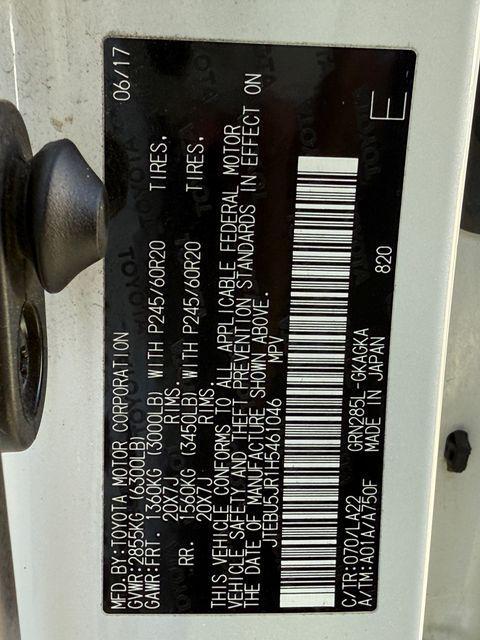 MFD.BY:TOYOTA MOTOR CORPORATION 06/17
GVWR:2855KG (6300LB)
GAWR:FRT. 1360KG (3000LB) WITH P245/60R20 TIRES,
20X7J RIMS.
RR. 1560KG (3450LB) WITH P245/60R20 TIRES,
20X7J RIMS.
THIS VEHICLE CONFORMS TO ALL APPLICABLE FEDERAL MOTOR
VEHICLE SAFETY AND THEFT PREVENTION STANDARDS IN EFFECT ON
THE DATE OF MANUFACTURE SHOWN ABOVE.
JTEBU5JR1H5461046 MPV
C/TR:070/LA22 GRN285L-GKAGKA 820
A/TM:A01A/A750F MADE IN JAPAN
E